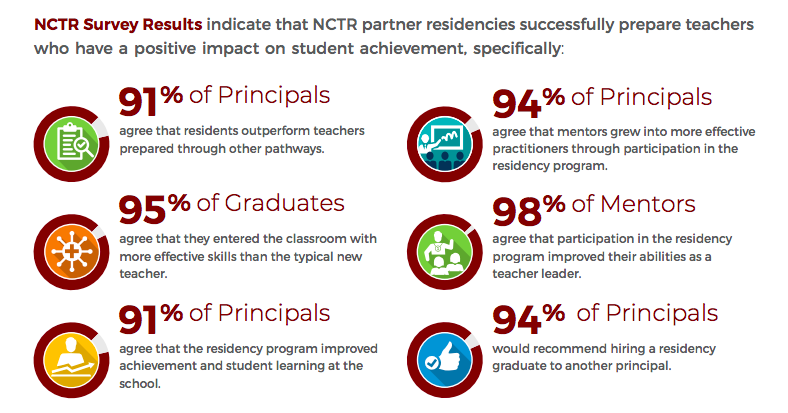 NCTR Survey Results indicate that NCTR partner residencies successfully prepare teachers
who have a positive impact on student achievement, specifically:
91% of Principals
agree that residents outperform teachers
prepared through other pathways.
94% of Principals
agree that mentors grew into more effective
practitioners through participation in the
residency program.
95% of Graduates
agree that they entered the classroom with
more effective skills than the typical new
teacher.
98% of Mentors
agree that participation in the residency
program improved their abilities as a
teacher leader.
91% of Principals
agree that the residency program improved
achievement and student learning at the
school.
94% of Principals
would recommend hiring a residency
graduate to another principal.